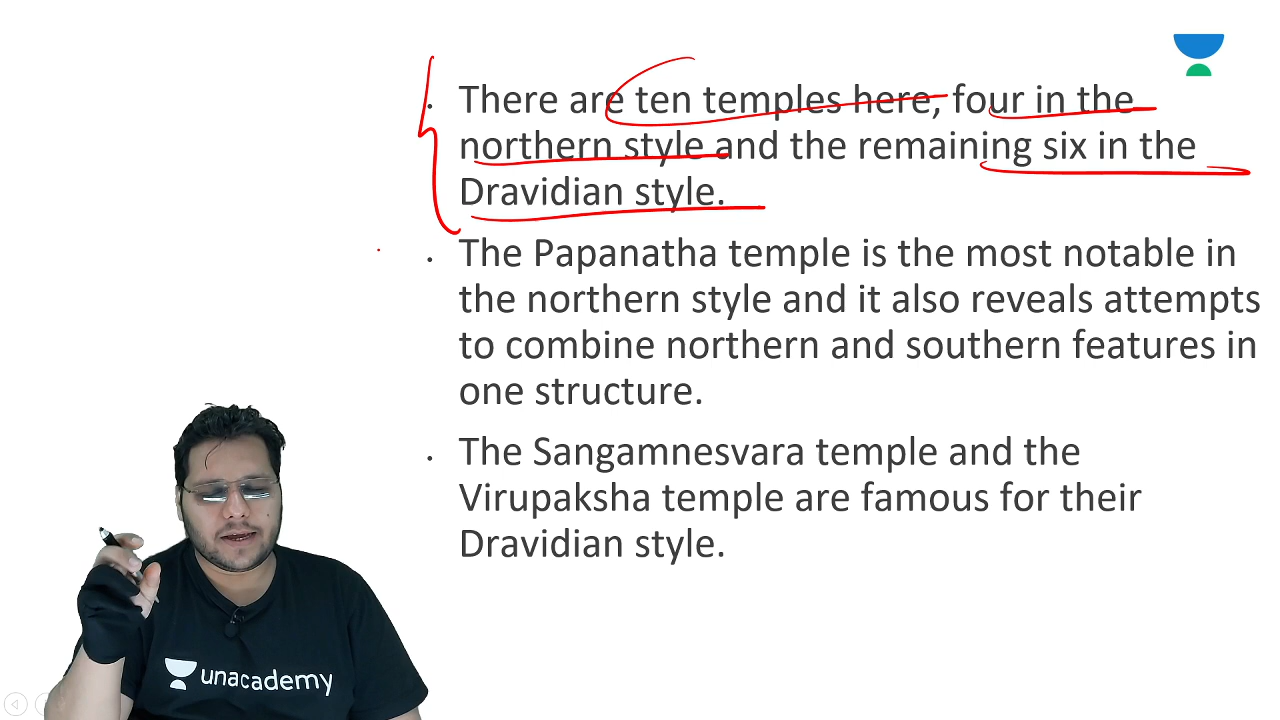 There are ten temples here, four in the
northern style and the remaining six in the
Dravidian style.
The Papanatha temple is the most notable in
the northern style and it also reveals attempts
to combine northern and southern features in
one structure.
The Sangamnesvara temple and the
Virupaksha temple are famous for their
Dravidian style.
unacademy